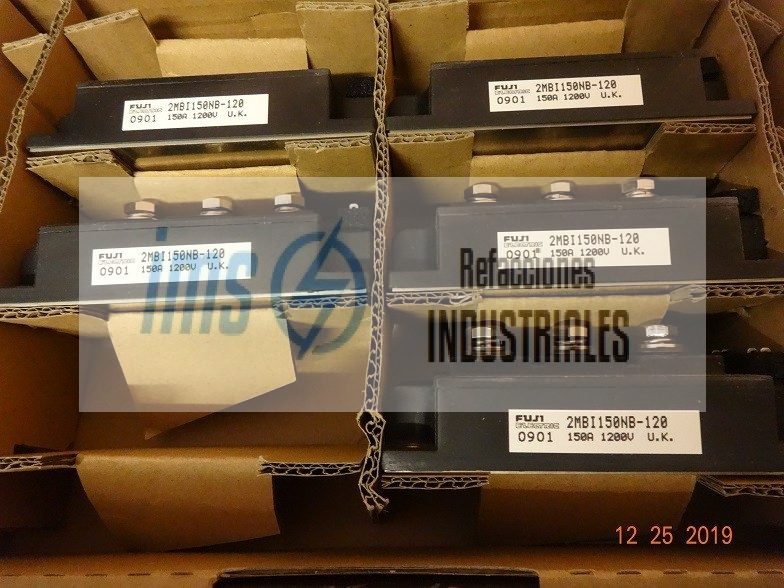 FUJI 2MBI150NB-120
ELECTRIC
0901 150A 1200V U.K.
FUJI 2MBI150NB-120
ELECTRIC
0901 150A 1200V U.K.
FUJI 2MBI150NB-120
ELECTRIC
0901 150A 1200V U.K.
FUJI 2MBI150NB-120
ELECTRIC
0901 150A 1200V U.K.
ims
Refacciones
INDUSTRIALES
FUJI 2MBI150NB-120
ELECTRIC
0901 150A 1200V U.K.
12 25 2019